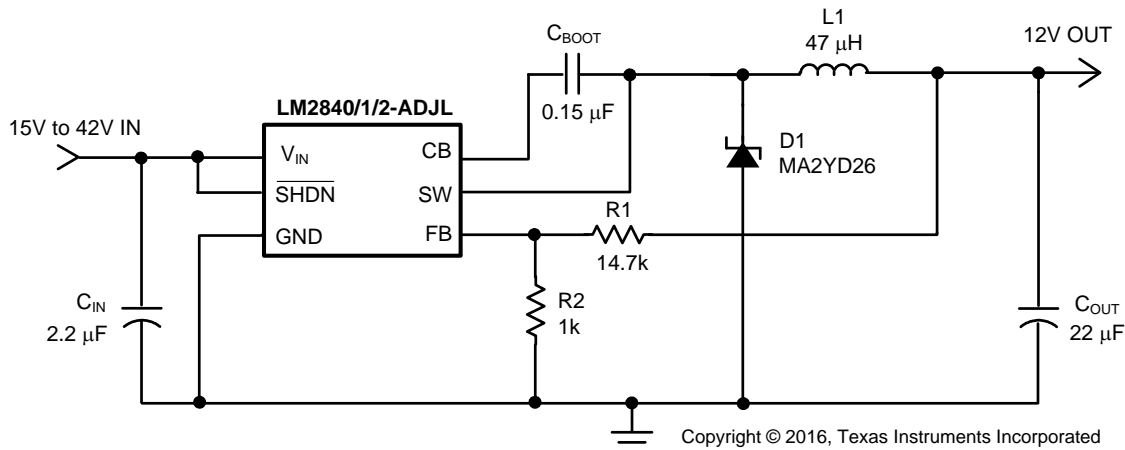 L1
47 μH
12V OUT
C_BOOT
0.15 μF
LM2840/1/2-ADJL
15V to 42V IN
V_IN
CB
SHDN
SW
GND
FB
D1
MA2YD26
R1
14.7k
R2
1k
C_IN
2.2 μF
C_OUT
22 μF
Copyright © 2016, Texas Instruments Incorporated